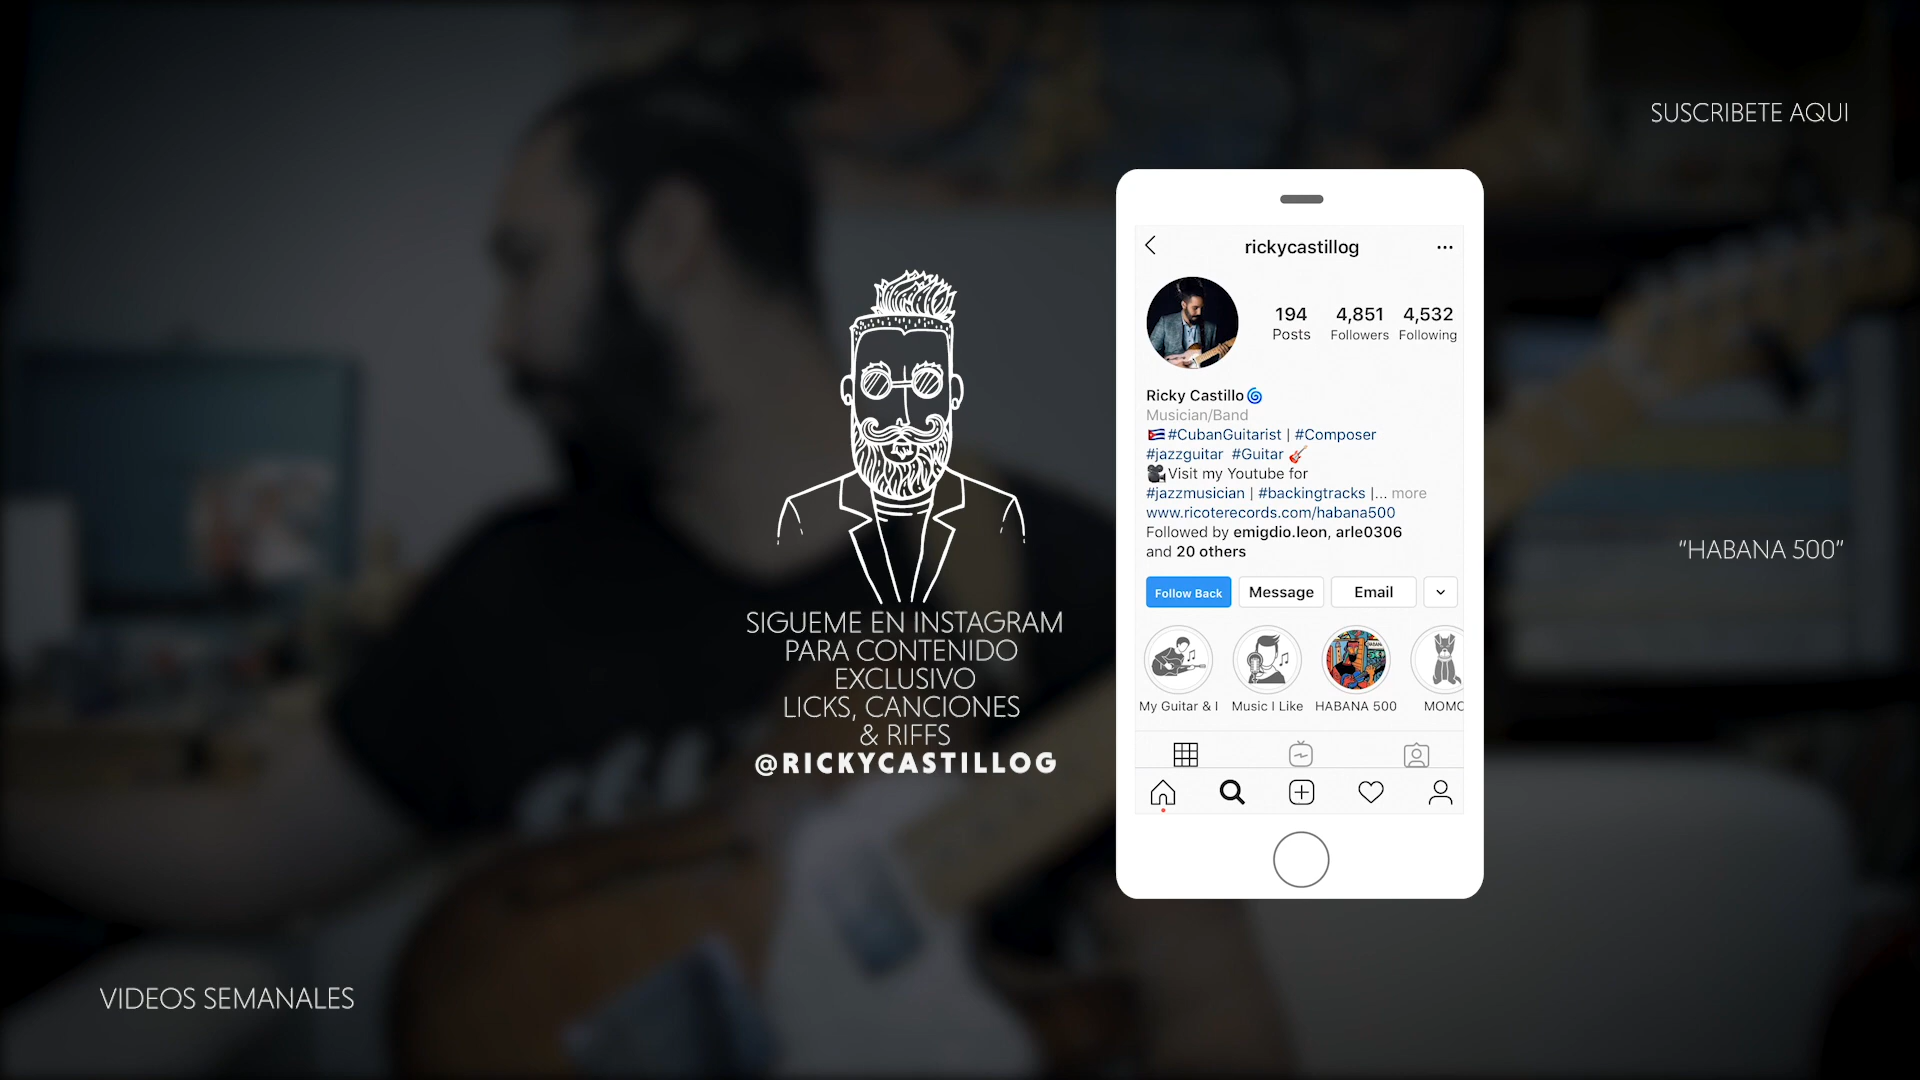 SUSCRIBETE AQUI
rickycastillog
194 4,851 4,532
Posts Followers Following
Ricky Castillo
Musician/Band
#CubanGuitarist | #Composer
#jazzguitar #Guitar
Visit my Youtube for
#jazzmusician | #backingtracks |... more
www.ricoterecords.com/habana500
Followed by emigdio.leon, arle0306
and 20 others
Follow Back Message Email
My Guitar & I Music I Like HABANA 500 MOMO
"HABANA 500"
SIGUEME EN INSTAGRAM
PARA CONTENIDO
EXCLUSIVO
LICKS, CANCIONES
& RIFFS
@RICKYCASTILLOG
VIDEOS SEMANALES